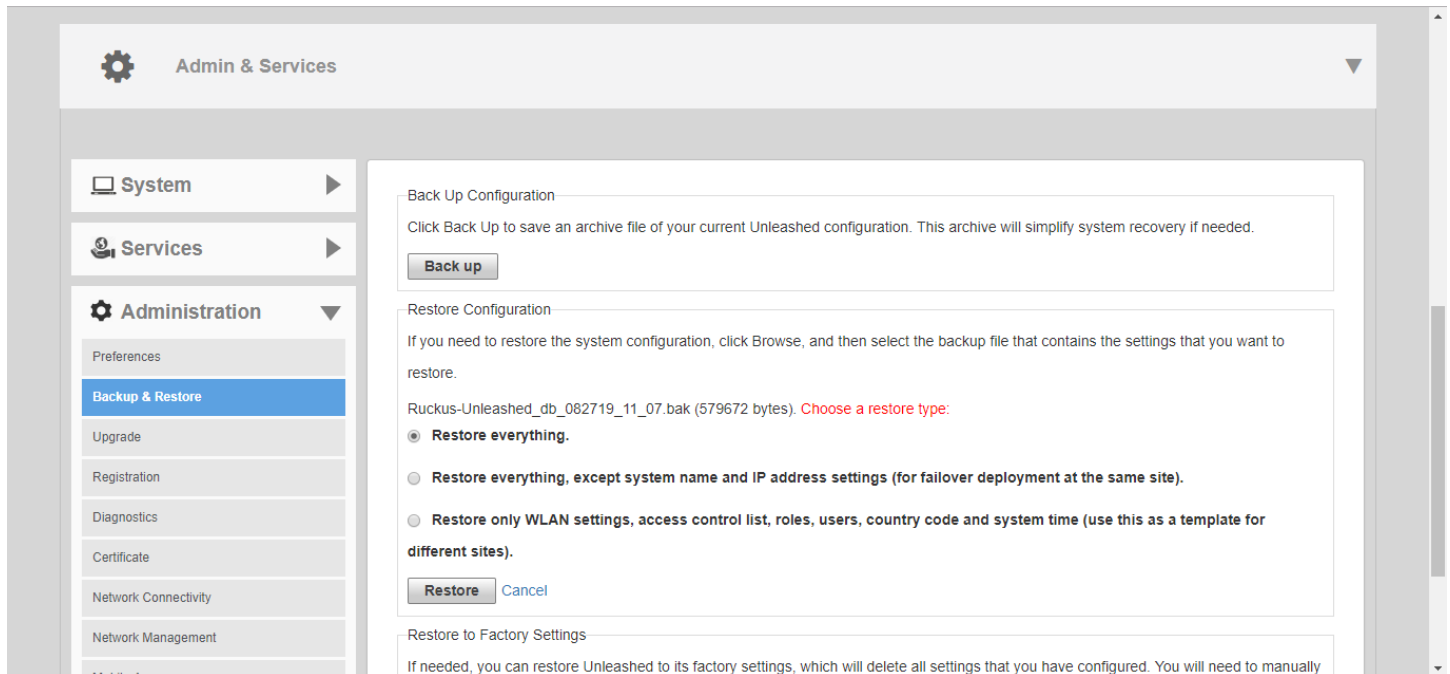 Admin & Services
System
Services
Administration
Preferences
Backup & Restore
Upgrade
Registration
Diagnostics
Certificate
Network Connectivity
Network Management
Back Up Configuration
Click Back Up to save an archive file of your current Unleashed configuration. This archive will simplify system recovery if needed.
Back up
Restore Configuration
If you need to restore the system configuration, click Browse, and then select the backup file that contains the settings that you want to
restore.
Ruckus-Unleashed_db_082719_11_07.bak (579672 bytes). Choose a restore type:
Restore everything.
Restore everything, except system name and IP address settings (for failover deployment at the same site).
Restore only WLAN settings, access control list, roles, users, country code and system time (use this as a template for
different sites).
Restore Cancel
Restore to Factory Settings
If needed, you can restore Unleashed to its factory settings, which will delete all settings that you have configured. You will need to manually